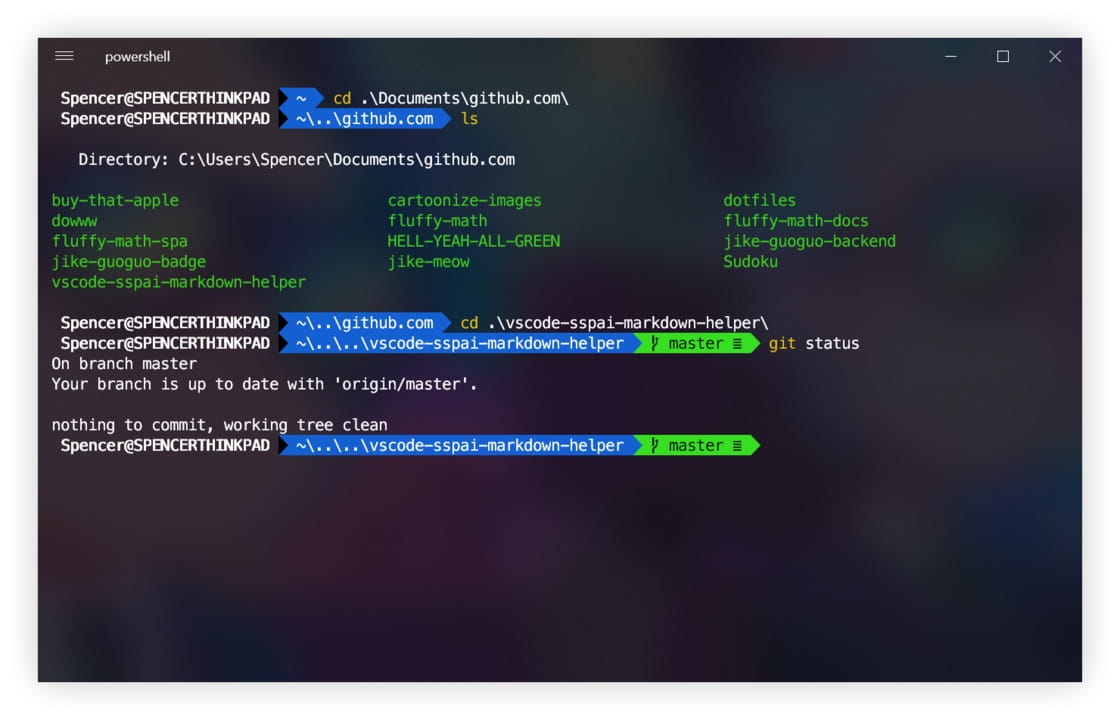 powershell
Spencer@SPENCERTHINKPAD ~ cd .\Documents\github.com\
Spencer@SPENCERTHINKPAD ~\..\github.com ls
Directory: C:\Users\Spencer\Documents\github.com
buy-that-apple cartoonize-images dotfiles
dowww fluffy-math fluffy-math-docs
fluffy-math-spa HELL-YEAH-ALL-GREEN jike-guoguo-backend
jike-guoguo-badge jike-meow Sudoku
vscode-sspai-markdown-helper
Spencer@SPENCERTHINKPAD ~\..\github.com cd .\vscode-sspai-markdown-helper\
Spencer@SPENCERTHINKPAD ~\..\..\vscode-sspai-markdown-helper master ≡ git status
On branch master
Your branch is up to date with 'origin/master'.
nothing to commit, working tree clean
Spencer@SPENCERTHINKPAD ~\..\..\vscode-sspai-markdown-helper master ≡